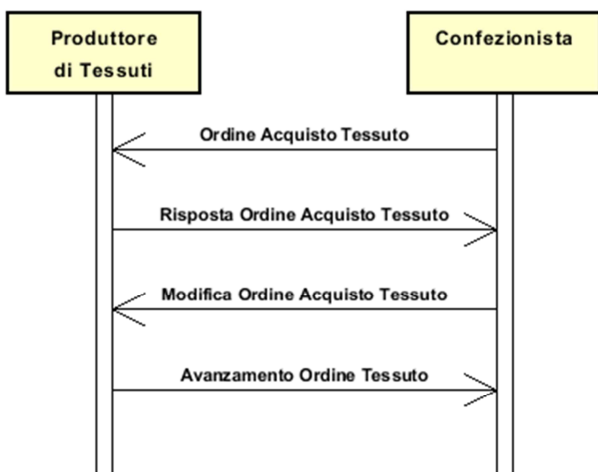 Produttore
di Tessuti
Confezionista
Ordine Acquisto Tessuto
Risposta Ordine Acquisto Tessuto
Modifica Ordine Acquisto Tessuto
Avanzamento Ordine Tessuto